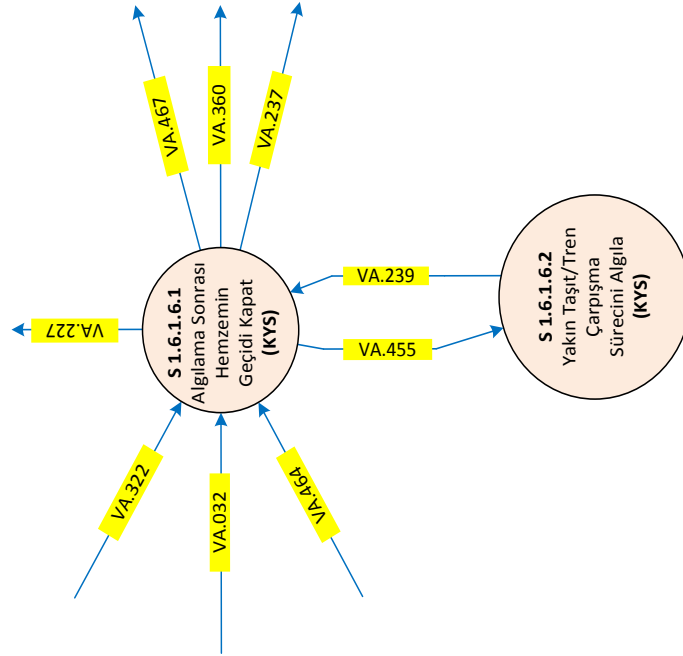 VA.467
VA.360
VA.237
VA.227
S 1.6.1.6.1
Algılama Sonrası
Hemzemin
Geçidi Kapat
(KYS)
VA.322
VA.032
VA.464
VA.239
VA.455
S 1.6.1.6.2
Yakın Taşıt/Tren
Çarpışma
Sürecini Algıla
(KYS)